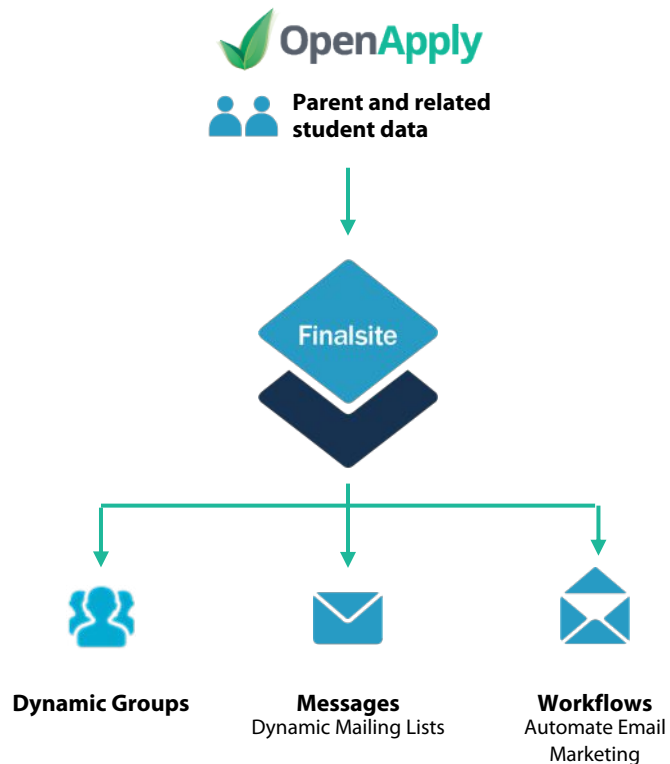 OpenApply
Parent and related
student data
Finalsite
Dynamic Groups
Messages
Dynamic Mailing Lists
Workflows
Automate Email
Marketing